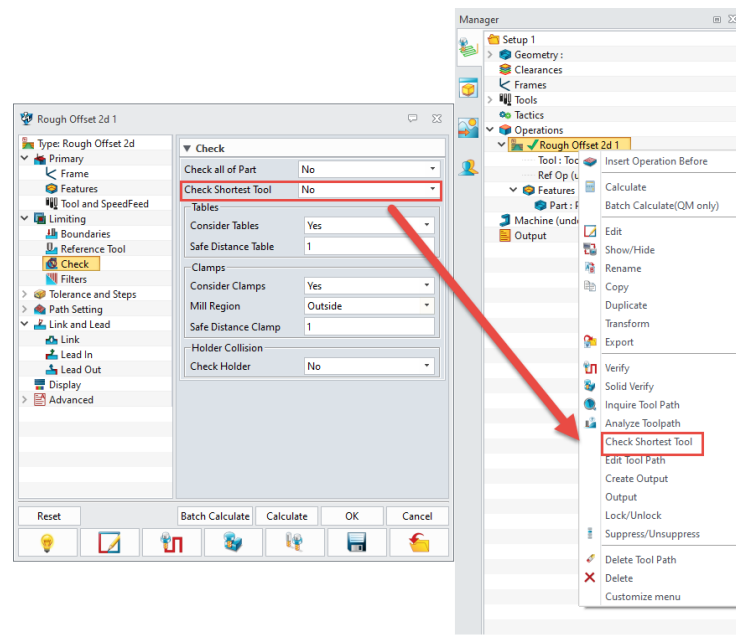 Manager
Setup 1
Geometry :
Clearances
Frames
Tools
Tactics
Operations
Rough Offset 2d 1
Tool : Too
Ref Op (u
Features
Part : F
Machine (unde
Output
Insert Operation Before
Calculate
Batch Calculate(QM only)
Edit
Show/Hide
Rename
Copy
Duplicate
Transform
Export
Verify
Solid Verify
Inquire Tool Path
Analyze Toolpath
Check Shortest Tool
Edit Tool Path
Create Output
Output
Lock/Unlock
Suppress/Unsuppress
Delete Tool Path
Delete
Customize menu
Rough Offset 2d 1
Type: Rough Offset 2d
Primary
Frame
Features
Tool and SpeedFeed
Limiting
Boundaries
Reference Tool
Check
Filters
Tolerance and Steps
Path Setting
Link and Lead
Link
Lead In
Lead Out
Display
Advanced
Check
Check all of Part No
Check Shortest Tool No
Tables
Consider Tables Yes
Safe Distance Table 1
Clamps
Consider Clamps Yes
Mill Region Outside
Safe Distance Clamp 1
Holder Collision
Check Holder No
Reset Batch Calculate Calculate OK Cancel